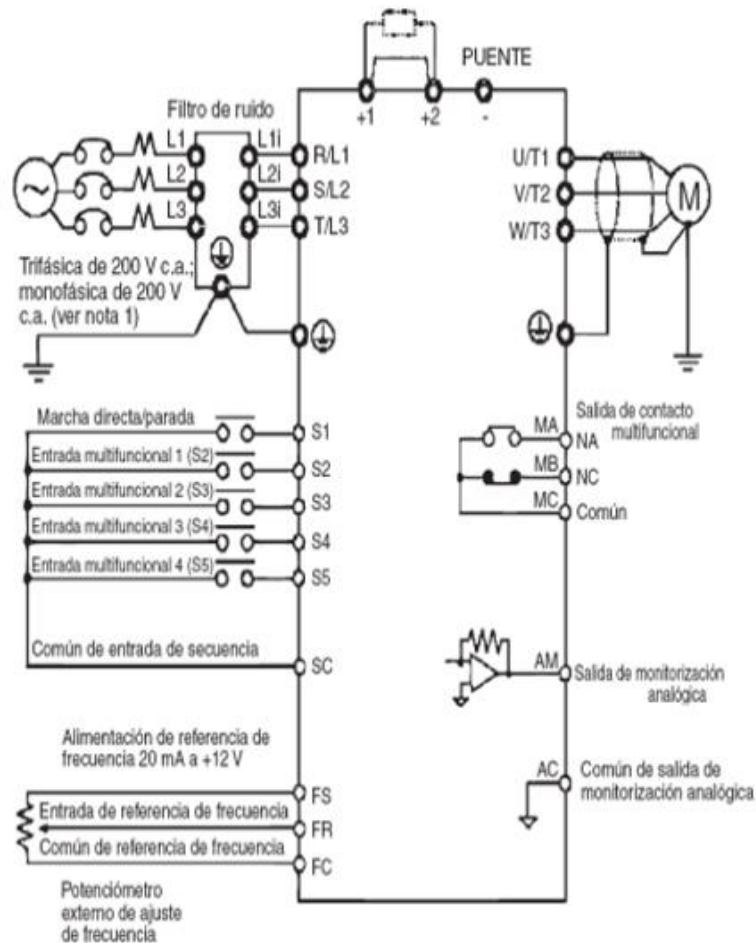 PUENTE
+1
+2
-
Filtro de ruido
L1
L1i
R/L1
L2
L2i
S/L2
L3
L3i
T/L3
U/T1
V/T2
W/T3
M
Trifásica de 200 V c.a.;
monofásica de 200 V
c.a. (ver nota 1)
Marcha directa/parada
S1
Entrada multifuncional 1 (S2)
S2
Entrada multifuncional 2 (S3)
S3
Entrada multifuncional 3 (S4)
S4
Entrada multifuncional 4 (S5)
S5
Común de entrada de
secuencia
SC
MA
NA
MB
NC
MC
Común
Salida de contacto
multifuncional
AM
Salida de monitorización
analógica
AC
Común de salida de
monitorización analógica
Alimentación de referencia de
frecuencia 20 mA a +12 V
FS
Entrada de referencia de frecuencia
FR
Común de referencia de frecuencia
FC
Potenciómetro
externo de ajuste
de frecuencia